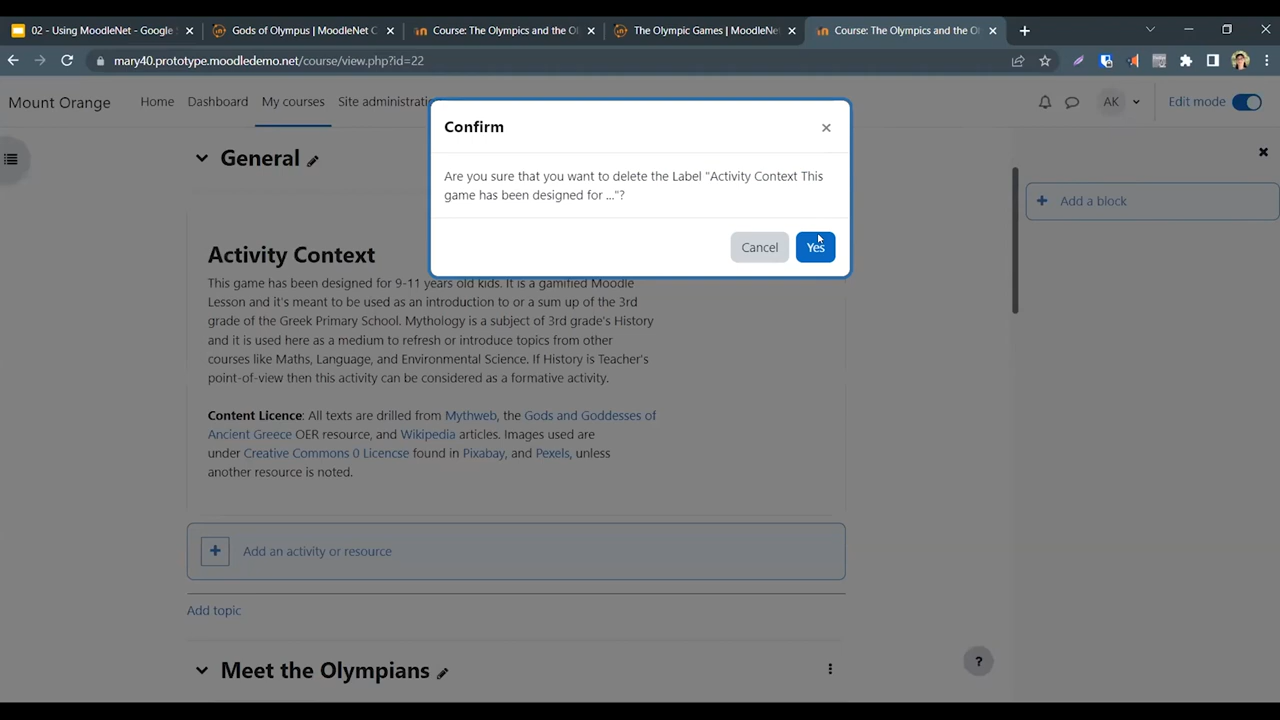 02 - Using MoodleNet - Google
Gods of Olympus | MoodleNet C
Course: The Olympics and the Ol
The Olympic Games | MoodleNet
Course: The Olympics and the O
mary40.prototype.moodledemo.net/course/view.php?id=22
Mount Orange
Home
Dashboard
My courses
Site administratio
AK
Edit mode
Confirm
Are you sure that you want to delete the Label "Activity Context This
game has been designed for ..."?
Cancel
Yes
General
Add a block
Activity Context
This game has been designed for 9-11 years old kids. It is a gamified Moodle
Lesson and it's meant to be used as an introduction to or a sum up of the 3rd
grade of the Greek Primary School. Mythology is a subject of 3rd grade's History
and it is used here as a medium to refresh or introduce topics from other
courses like Maths, Language, and Environmental Science. If History is Teacher's
point-of-view then this activity can be considered as a formative activity.
Content Licence: All texts are drilled from Mythweb, the Gods and Goddesses of
Ancient Greece OER resource, and Wikipedia articles. Images used are
under Creative Commons 0 Licencse found in Pixabay, and Pexels, unless
another resource is noted.
Add an activity or resource
Add topic
Meet the Olympians
?